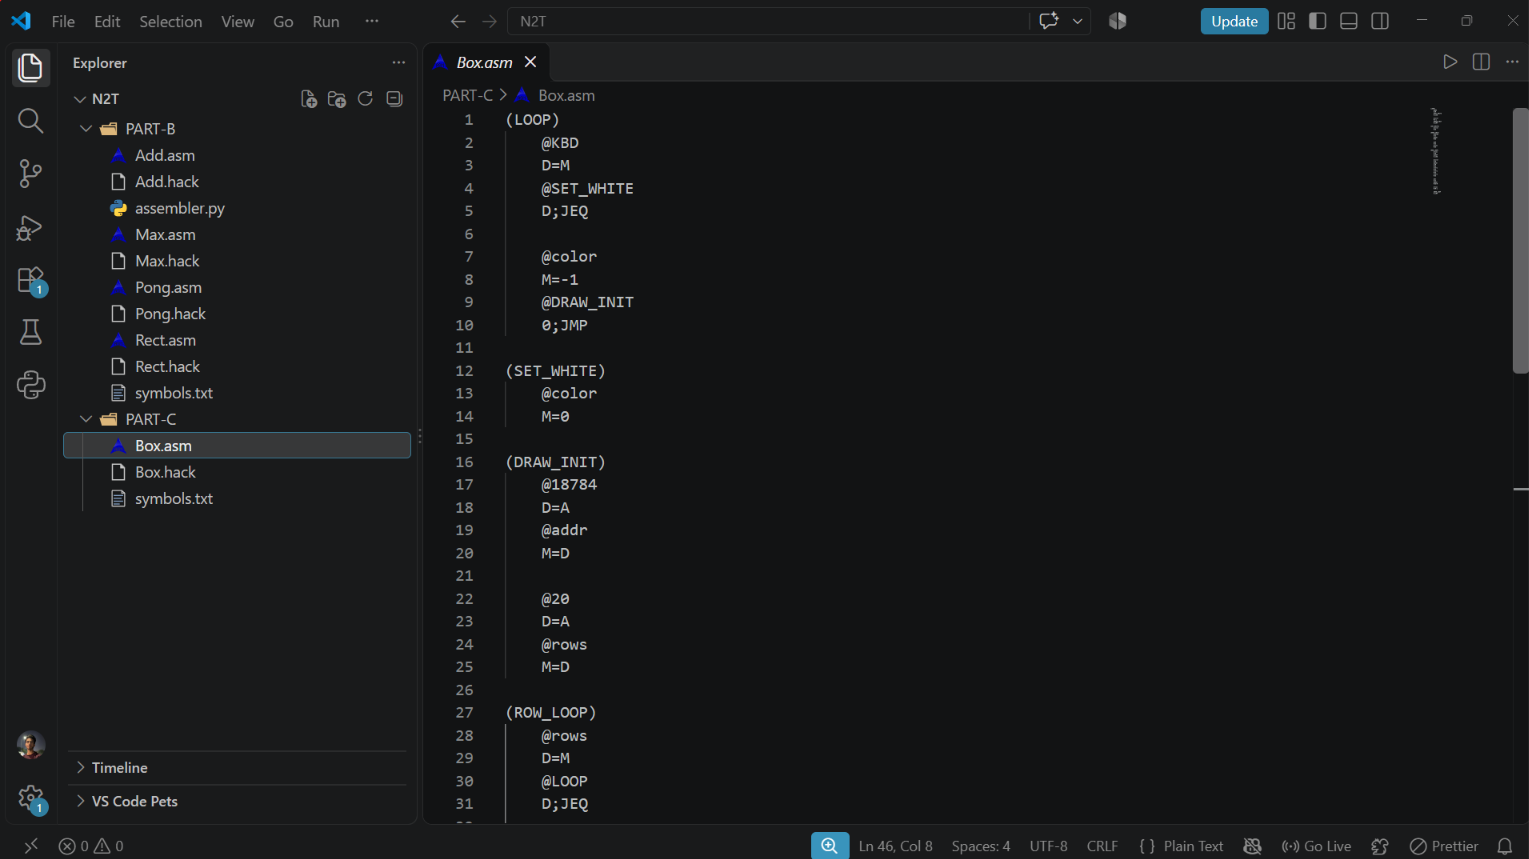 File Edit Selection View Go Run ···
N2T
Update
Explorer
N2T
PART-B
Add.asm
Add.hack
assembler.py
Max.asm
Max.hack
Pong.asm
Pong.hack
Rect.asm
Rect.hack
symbols.txt
PART-C
Box.asm
Box.hack
symbols.txt
Timeline
VS Code Pets
1
1
Box.asm
PART-C > Box.asm
1 (LOOP)
2 @KBD
3 D=M
4 @SET_WHITE
5 D;JEQ
6
7 @color
8 M=-1
9 @DRAW_INIT
10 0;JMP
11
12 (SET_WHITE)
13 @color
14 M=0
15
16 (DRAW_INIT)
17 @18784
18 D=A
19 @addr
20 M=D
21
22 @20
23 D=A
24 @rows
25 M=D
26
27 (ROW_LOOP)
28 @rows
29 D=M
30 @LOOP
31 D;JEQ
0 0
Ln 46, Col 8 Spaces: 4 UTF-8 CRLF { } Plain Text Go Live Prettier